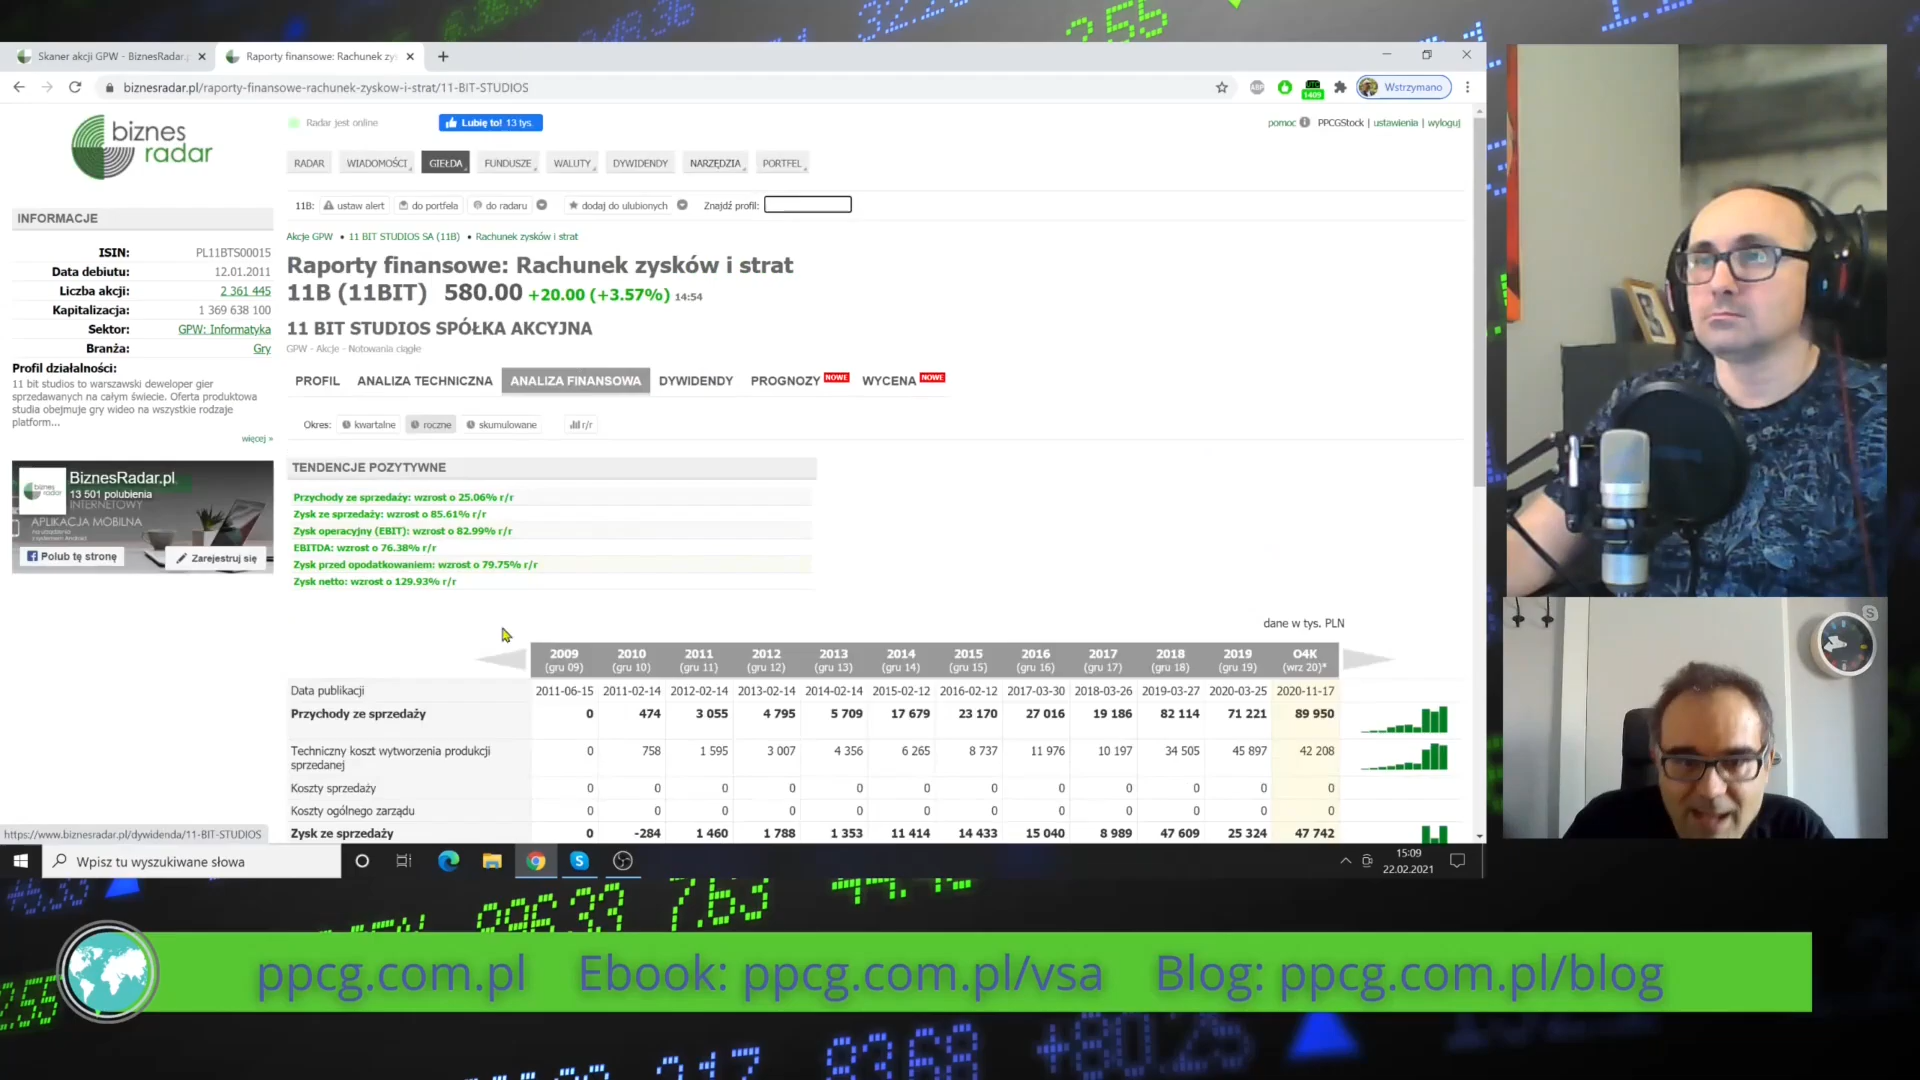 Skaner akcji GPW - BiznesRadar.p
Raporty finansowe: Rachunek zys
biznesradar.pl/raporty-finansowe-rachunek-zyskow-i-strat/11-BIT-STUDIOS
ABP
1409
Wstrzymano
biznes
radar
Radar jest online
Lubię to! 13 tys.
pomoc
PPCGStock | ustawienia | wyloguj
RADAR
WIADOMOŚCI
GIEŁDA
FUNDUSZE
WALUTY
DYWIDENDY
NARZĘDZIA
PORTFEL
11B:
ustaw alert
do portfela
do radaru
dodaj do ulubionych
Znajdź profil:
INFORMACJE
ISIN: PL11BTS00015
Data debiutu: 12.01.2011
Liczba akcji: 2 361 445
Kapitalizacja: 1 369 638 100
Sektor: GPW: Informatyka
Branża: Gry
Profil działalności:
11 bit studios to warszawski deweloper gier
sprzedawanych na całym świecie. Oferta produktowa
studia obejmuje gry wideo na wszystkie rodzaje
platform...
więcej »
biznes
radar
BiznesRadar.pl
13 501 polubienia
INTERNETOWY
APLIKACJA MOBILNA
Polub tę stronę
Zarejestruj się
Akcje GPW • 11 BIT STUDIOS SA (11B) • Rachunek zysków i strat
Raporty finansowe: Rachunek zysków i strat
11B (11BIT) 580.00 +20.00 (+3.57%) 14:54
11 BIT STUDIOS SPÓŁKA AKCYJNA
GPW - Akcje - Notowania ciągłe
PROFIL
ANALIZA TECHNICZNA
ANALIZA FINANSOWA
DYWIDENDY
PROGNOZY NOWE
WYCENA NOWE
Okres: kwartalne roczne skumulowane r/r
TENDENCJE POZYTYWNE
Przychody ze sprzedaży: wzrost o 25.06% r/r
Zysk ze sprzedaży: wzrost o 85.61% r/r
Zysk operacyjny (EBIT): wzrost o 82.99% r/r
EBITDA: wzrost o 76.38% r/r
Zysk przed opodatkowaniem: wzrost o 79.75% r/r
Zysk netto: wzrost o 129.93% r/r
dane w tys. PLN
2009 2010 2011 2012 2013 2014 2015 2016 2017 2018 2019 O4K
(gru 09) (gru 10) (gru 11) (gru 12) (gru 13) (gru 14) (gru 15) (gru 16) (gru 17) (gru 18) (gru 19) (wrz 20)*
Data publikacji 2011-06-15 2011-02-14 2012-02-14 2013-02-14 2014-02-14 2015-02-12 2016-02-12 2017-03-30 2018-03-26 2019-03-27 2020-03-25 2020-11-17
Przychody ze sprzedaży 0 474 3 055 4 795 5 709 17 679 23 170 27 016 19 186 82 114 71 221 89 950
Techniczny koszt wytworzenia produkcji
sprzedanej 0 758 1 595 3 007 4 356 6 265 8 737 11 976 10 197 34 505 45 897 42 208
Koszty sprzedaży 0 0 0 0 0 0 0 0 0 0 0 0
Koszty ogólnego zarządu 0 0 0 0 0 0 0 0 0 0 0 0
Zysk ze sprzedaży 0 -284 1 460 1 788 1 353 11 414 14 433 15 040 8 989 47 609 25 324 47 742
https://www.biznesradar.pl/dywidenda/11-BIT-STUDIOS
Wpisz tu wyszukiwane słowa
15:09
22.02.2021
ppcg.com.pl Ebook: ppcg.com.pl/vsa Blog: ppcg.com.pl/blog